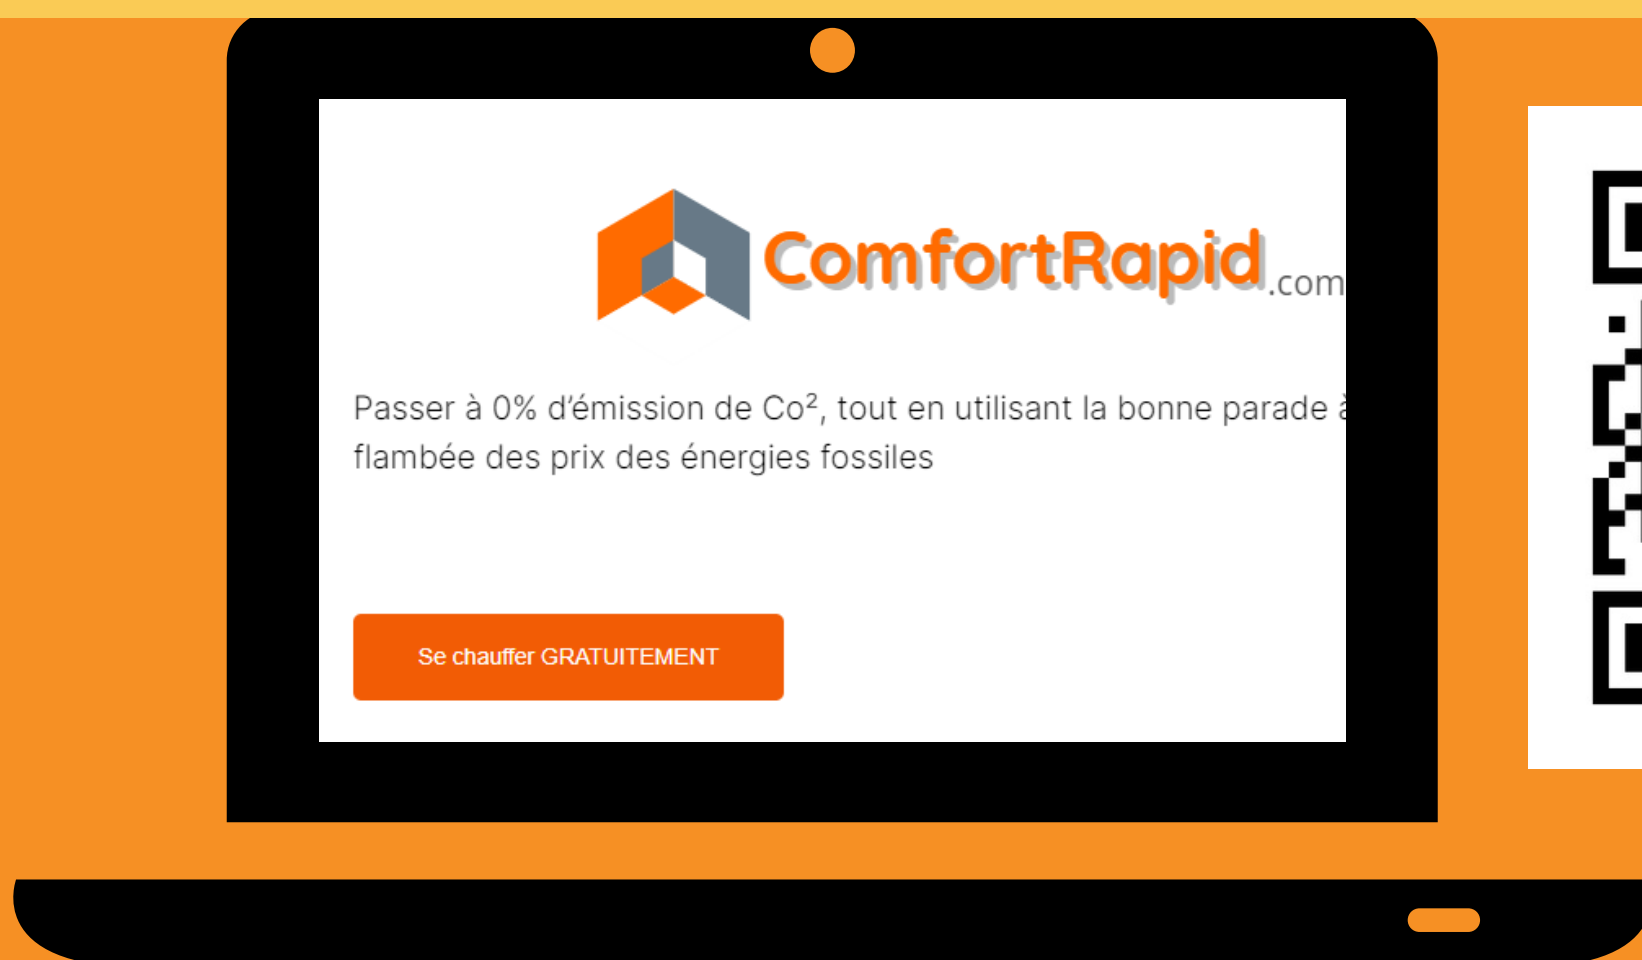 ComfortRapid.com
Passer à 0% d’émission de Co², tout en utilisant la bonne parade à
flambée des prix des énergies fossiles
Se chauffer GRATUITEMENT